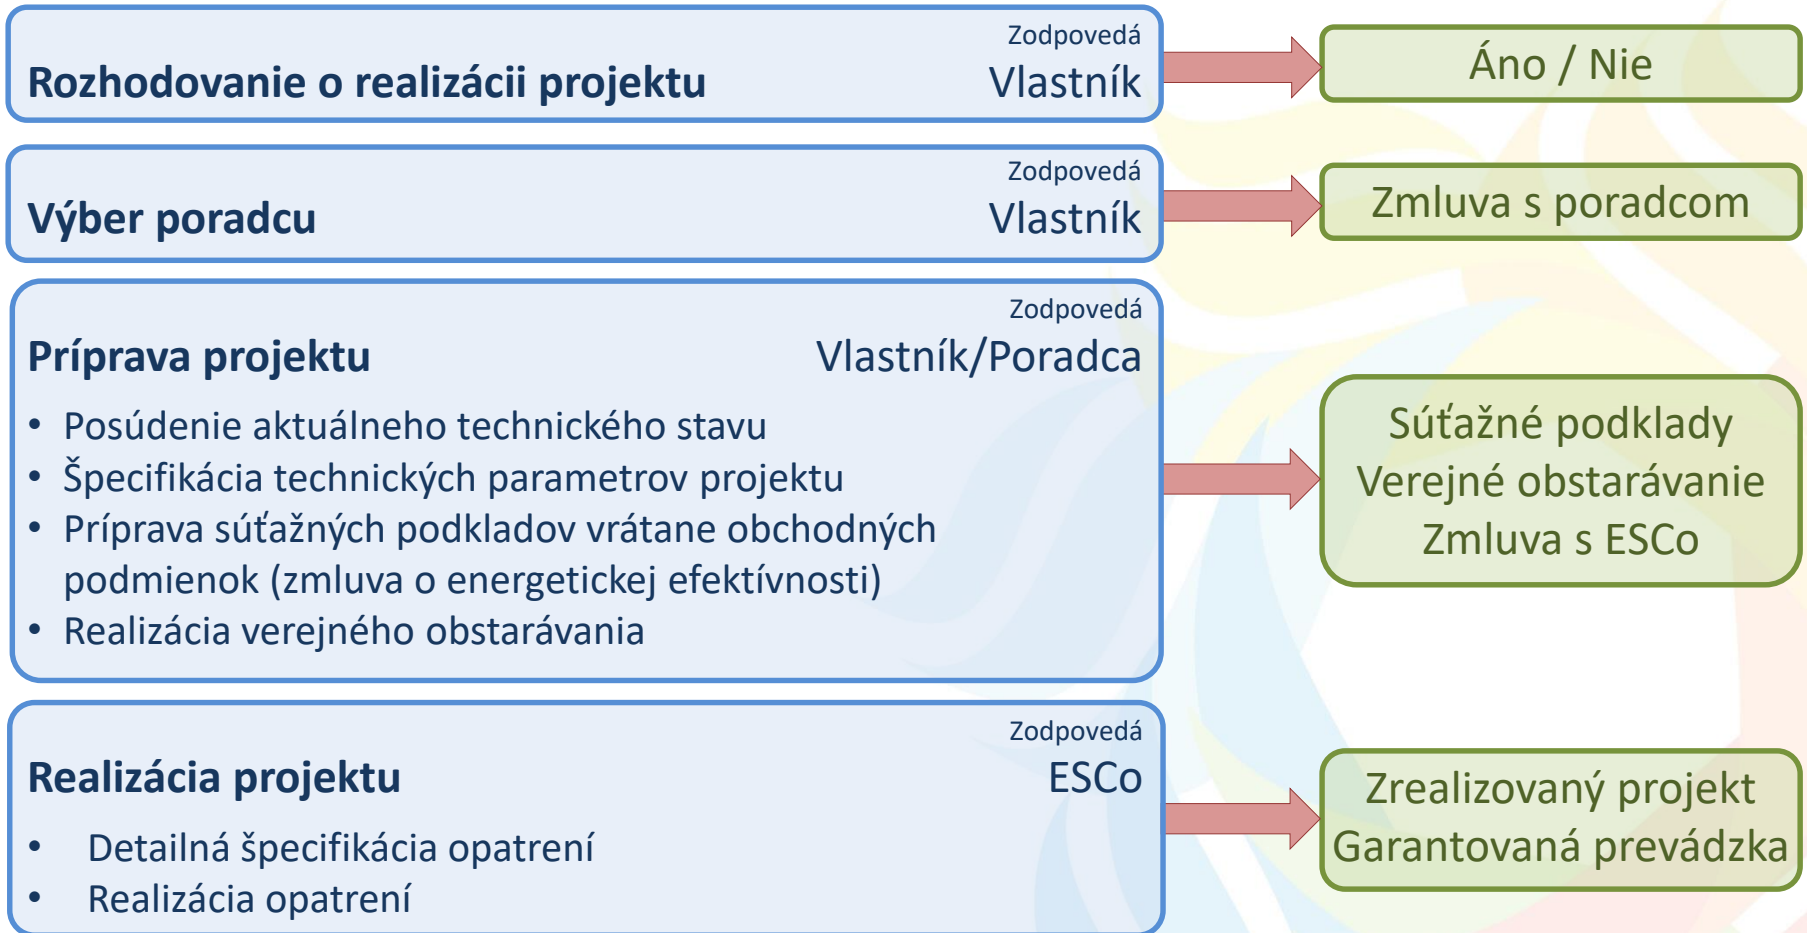 Zodpovedá
Rozhodovanie o realizácii projektu Vlastník
Áno / Nie
Zodpovedá
Výber poradcu Vlastník
Zmluva s poradcom
Zodpovedá
Príprava projektu Vlastník/Poradca
• Posúdenie aktuálneho technického stavu
• Špecifikácia technických parametrov projektu
• Príprava súťažných podkladov vrátane obchodných
podmienok (zmluva o energetickej efektívnosti)
• Realizácia verejného obstarávania
Súťažné podklady
Verejné obstarávanie
Zmluva s ESCo
Zodpovedá
Realizácia projektu ESCo
• Detailná špecifikácia opatrení
• Realizácia opatrení
Zrealizovaný projekt
Garantovaná prevádzka